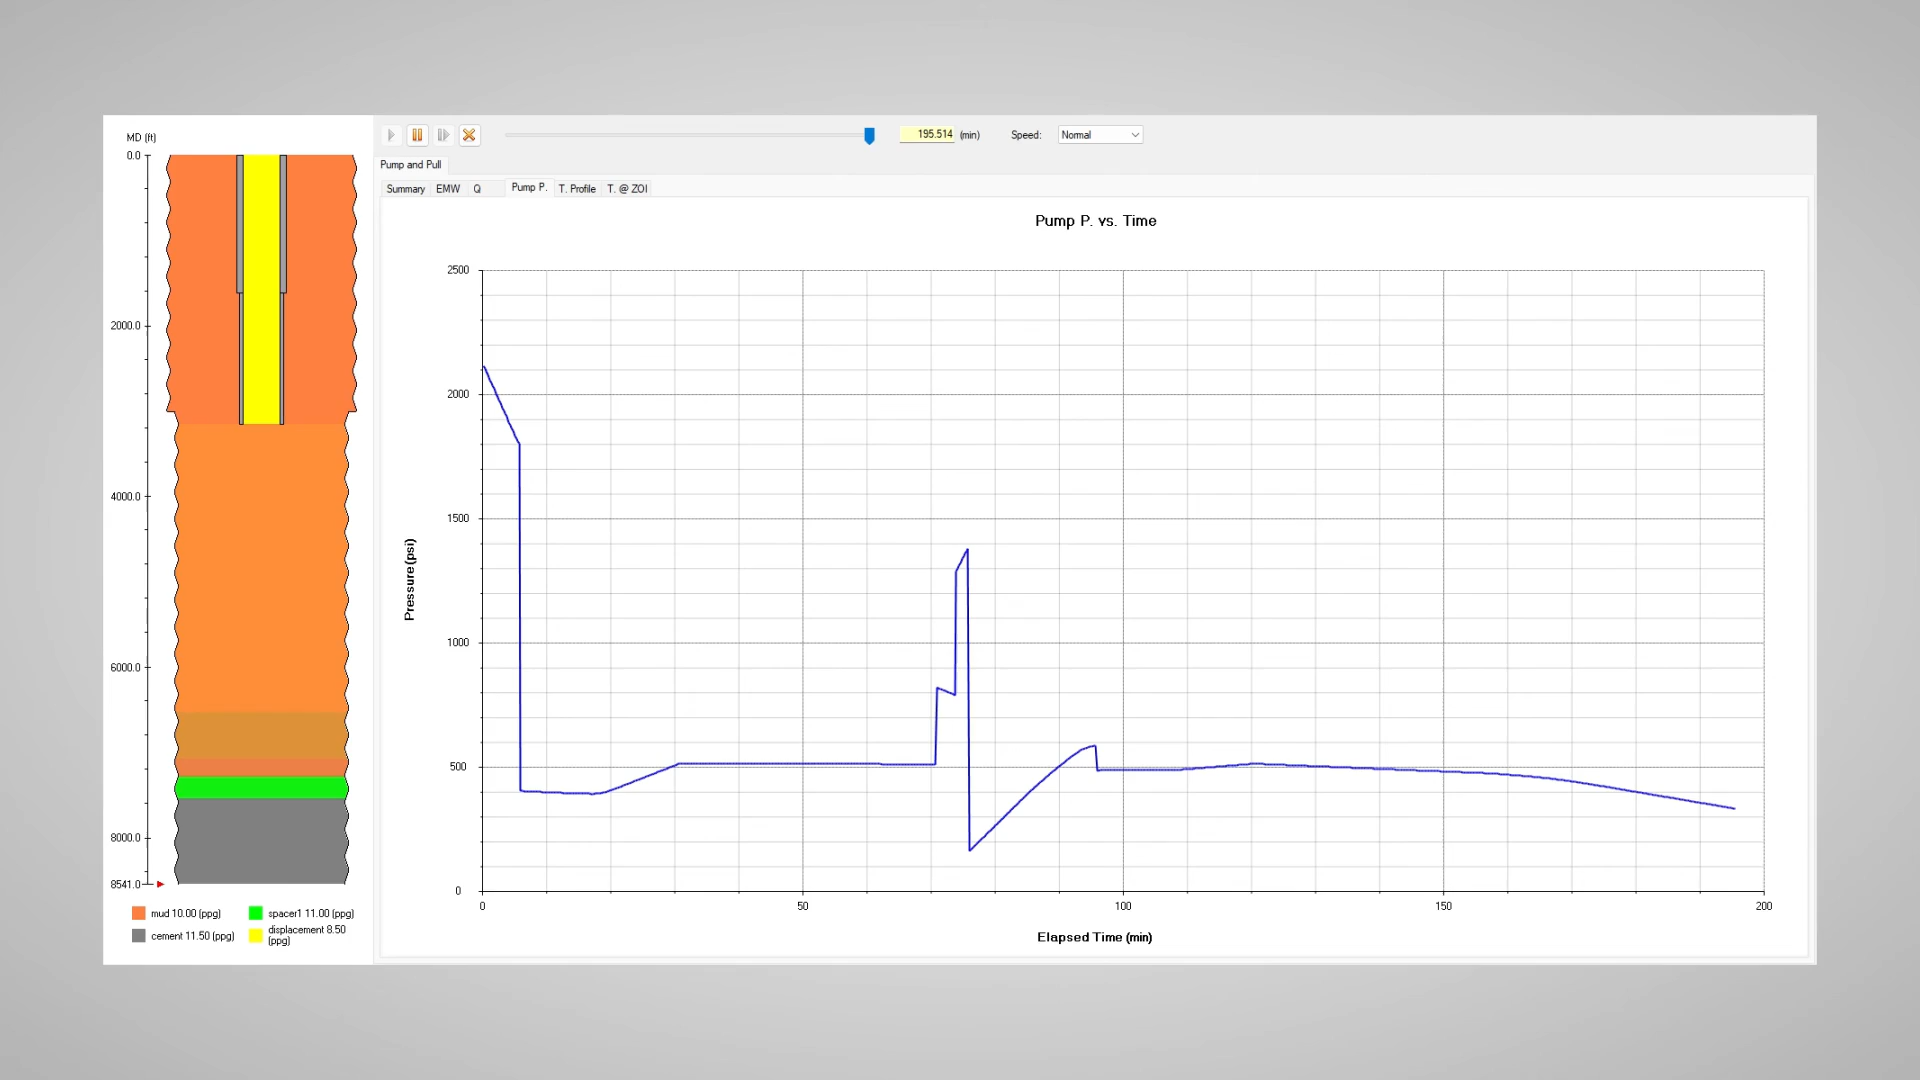 MD (ft)
0.0
2000.0
4000.0
6000.0
8000.0
8541.0
mud 10.00 (ppg)
spacer1 11.00 (ppg)
cement 11.50 (ppg)
displacement 8.50
(ppg)
195.514 (min) Speed: Normal
Pump and Pull
Summary EMW Q Pump P. T. Profile T. @ ZOI
Pump P. vs. Time
2500
2000
1500
1000
500
0
Pressure (psi)
0 50 100 150 200
Elapsed Time (min)